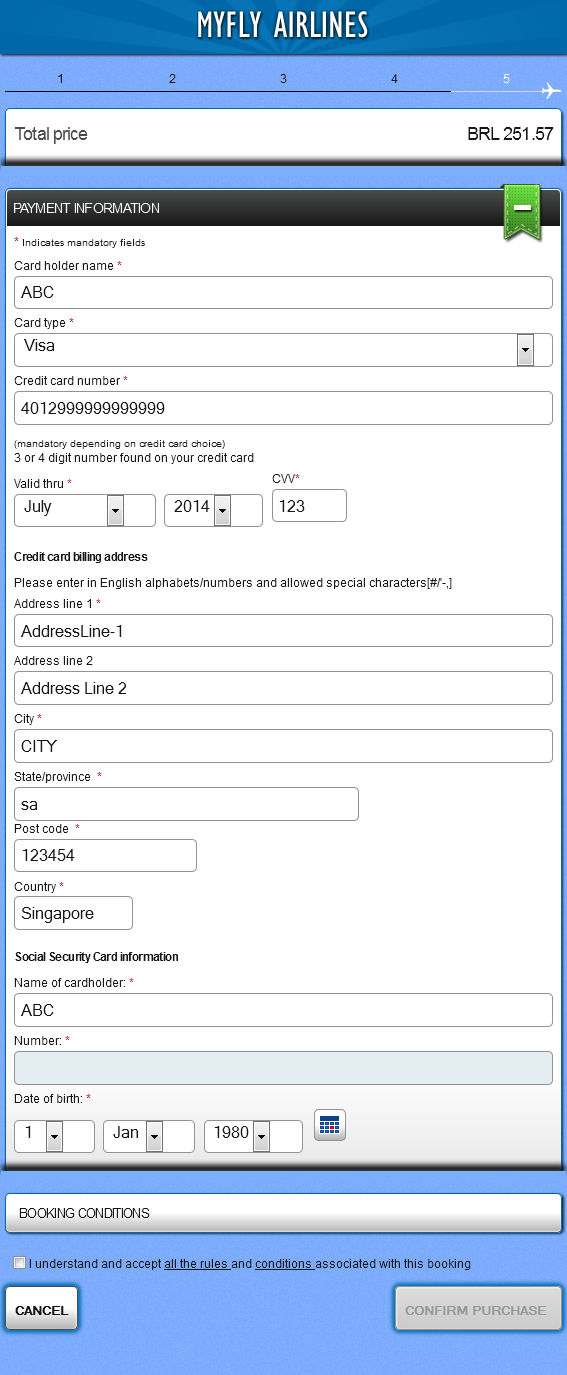 MYFLY AIRLINES
1 2 3 4 5
Total price BRL 251.57
PAYMENT INFORMATION
* Indicates mandatory fields
Card holder name *
ABC
Card type *
Visa
Credit card number *
4012999999999999
(mandatory depending on credit card choice)
3 or 4 digit number found on your credit card
Valid thru * CVV*
July 2014 123
Credit card billing address
Please enter in English alphabets/numbers and allowed special characters[#/'-,]
Address line 1 *
AddressLine-1
Address line 2
Address Line 2
City *
CITY
State/province *
sa
Post code *
123454
Country *
Singapore
Social Security Card information
Name of cardholder: *
ABC
Number: *
Date of birth: *
1 Jan 1980
BOOKING CONDITIONS
I understand and accept all the rules and conditions associated with this booking
CANCEL CONFIRM PURCHASE